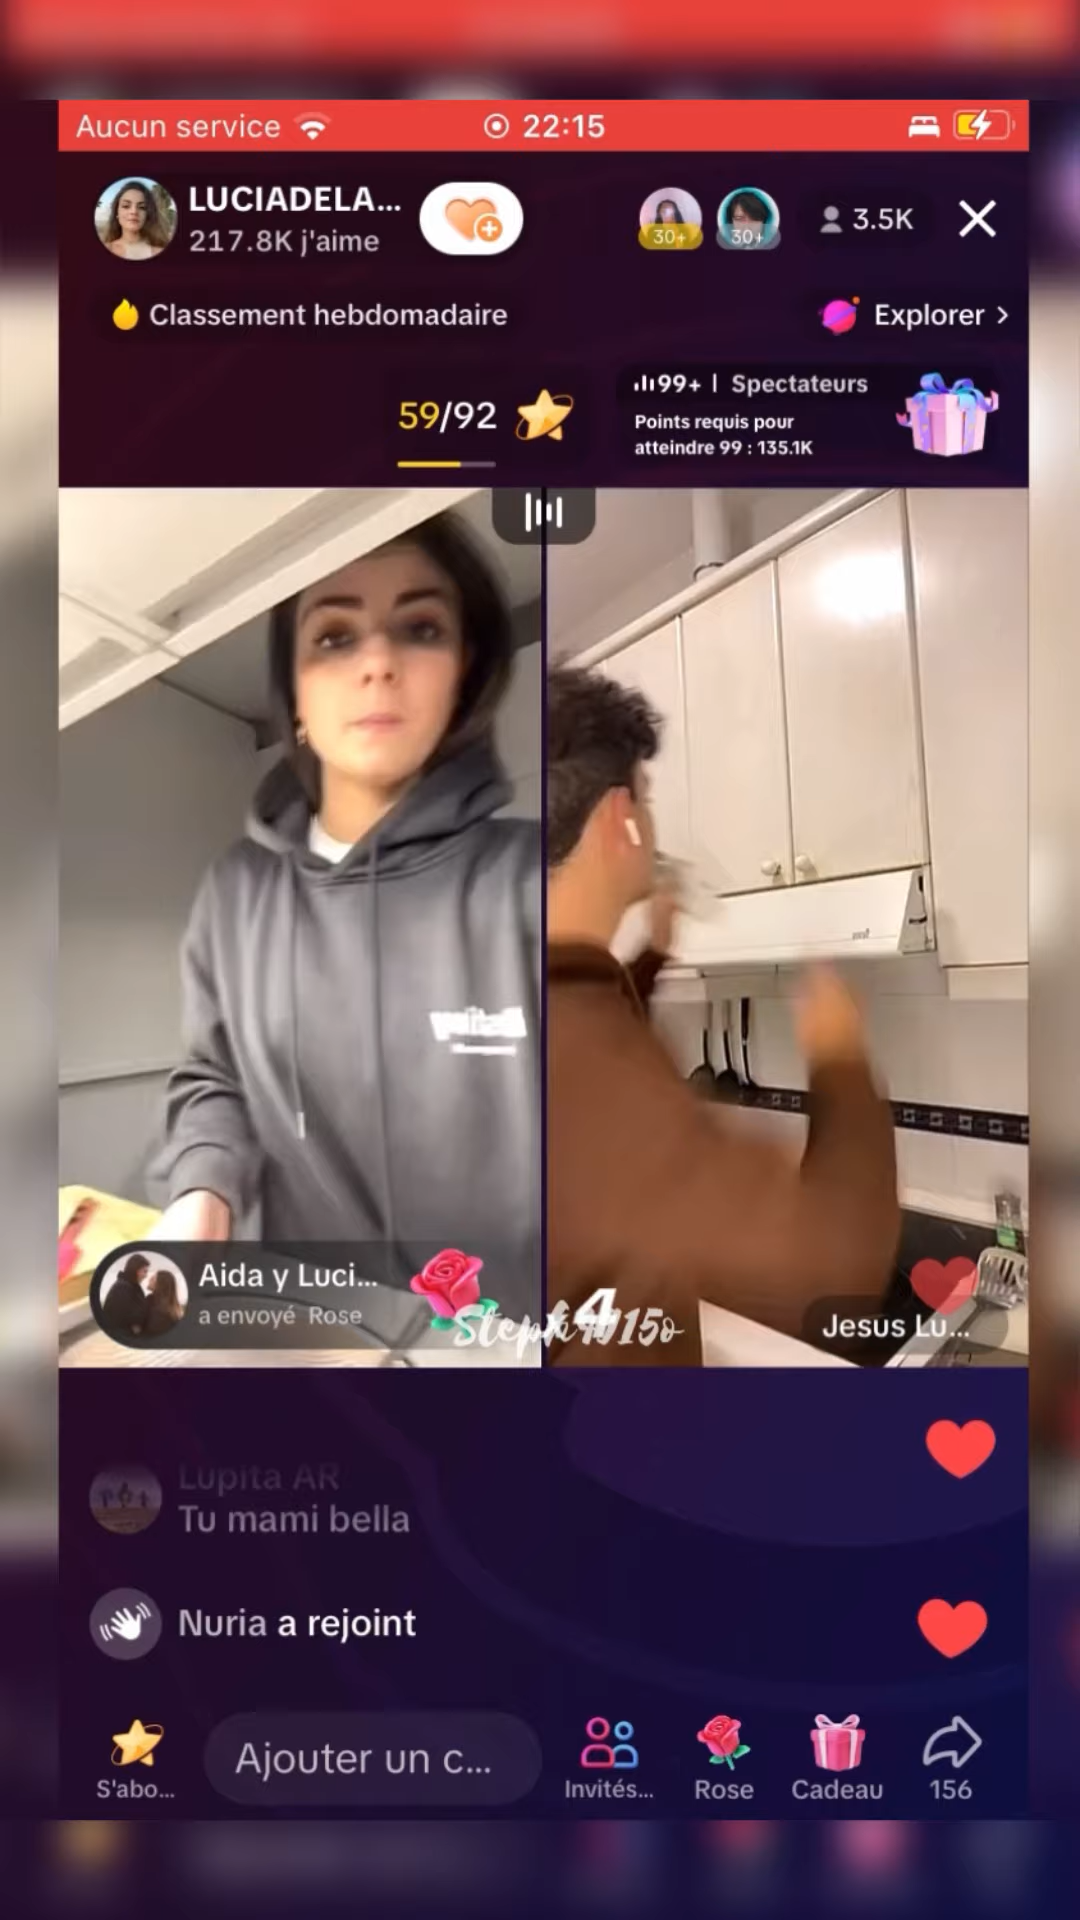 Aucun service
22:15
LUCIADELA...
217.8K j'aime
30+
30+
3.5K
Classement hebdomadaire
Explorer >
59/92
99+ | Spectateurs
Points requis pour
atteindre 99 : 135.1K
Aida y Luci...
a envoyé Rose
Jesus Lu...
Lupita AR
Tu mami bella
Nuria a rejoint
S'abo...
Ajouter un c...
Invités...
Rose
Cadeau
156